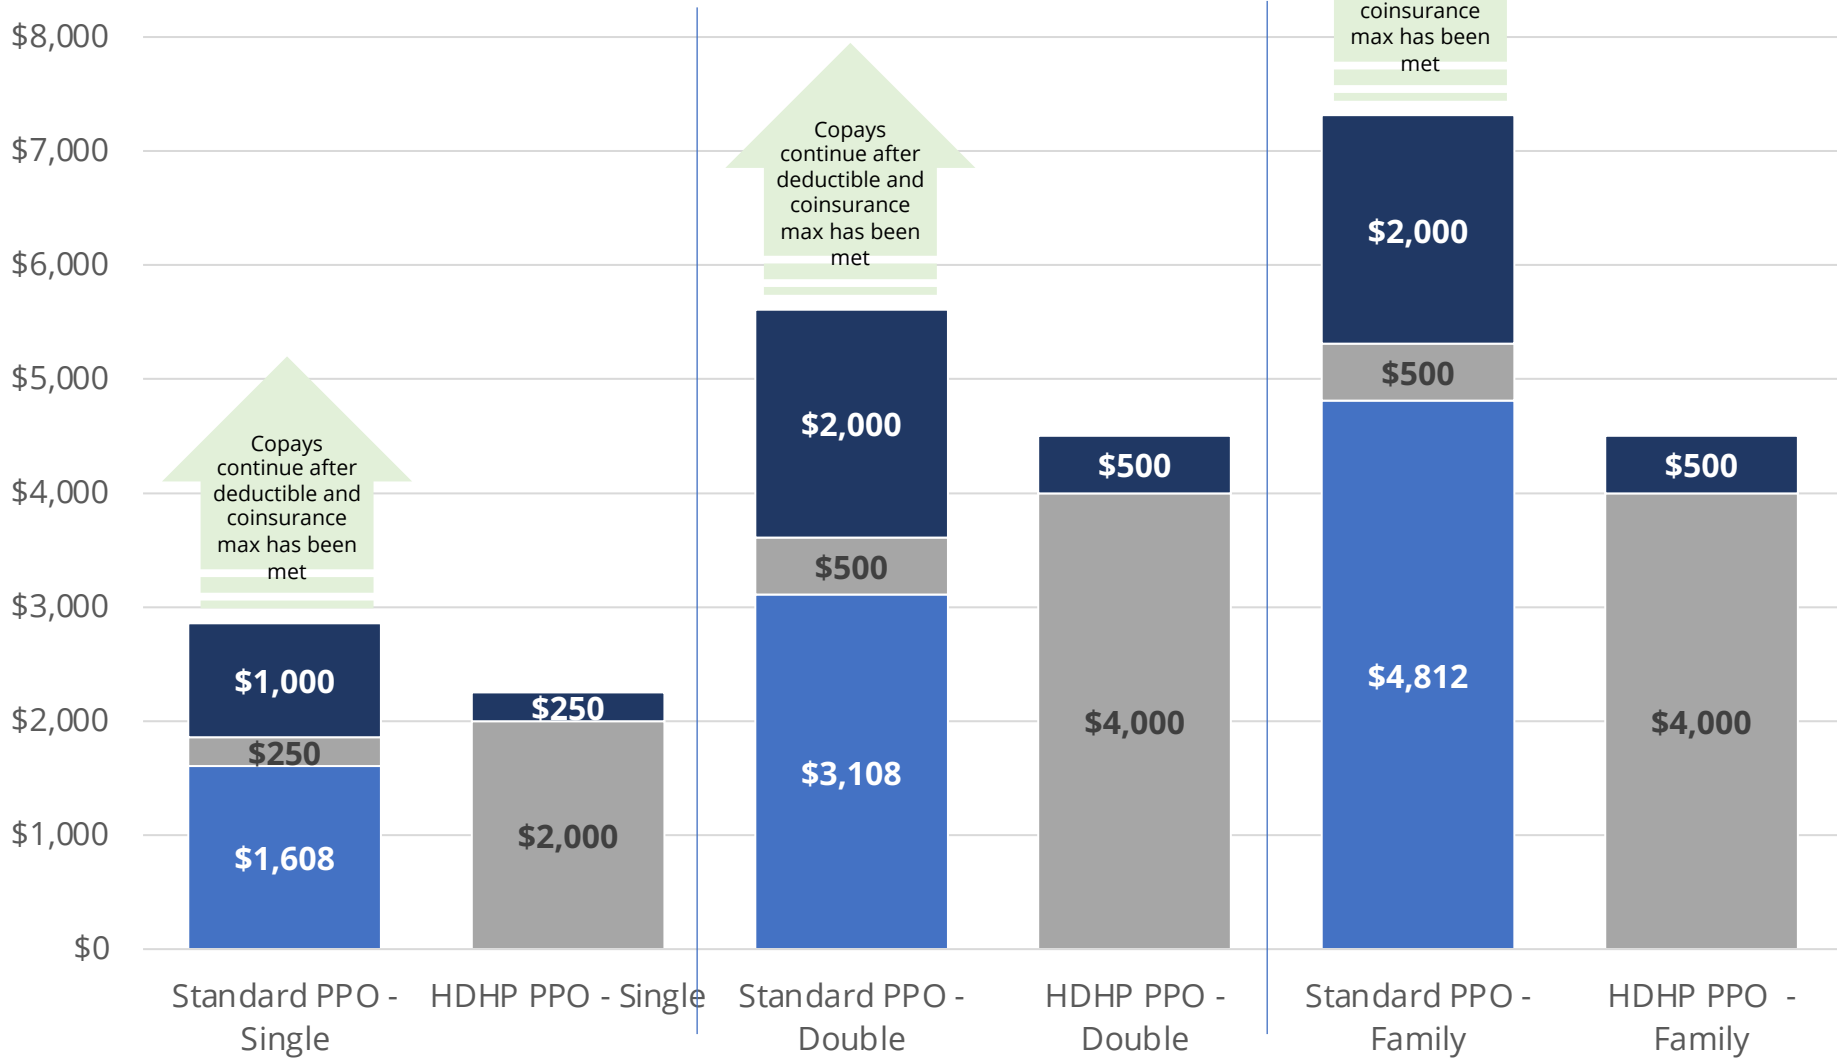 $8,000
$7,000
$6,000
$5,000
$4,000
$3,000
$2,000
$1,000
$0
Copays
continue after
deductible and
coinsurance
max has been
met
$1,000
$250
$1,608
$250
$2,000
Copays
continue after
deductible and
coinsurance
max has been
met
$2,000
$500
$3,108
$500
$4,000
coinsurance
max has been
met
$2,000
$500
$4,812
$500
$4,000
Standard PPO -
Single
HDHP PPO - Single
Standard PPO -
Double
HDHP PPO -
Double
Standard PPO -
Family
HDHP PPO -
Family